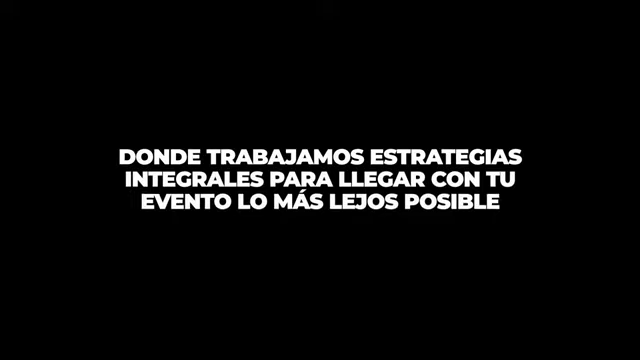 DONDE TRABAJAMOS ESTRATEGIAS
INTEGRALES PARA LLEGAR CON TU
EVENTO LO MÁS LEJOS POSIBLE